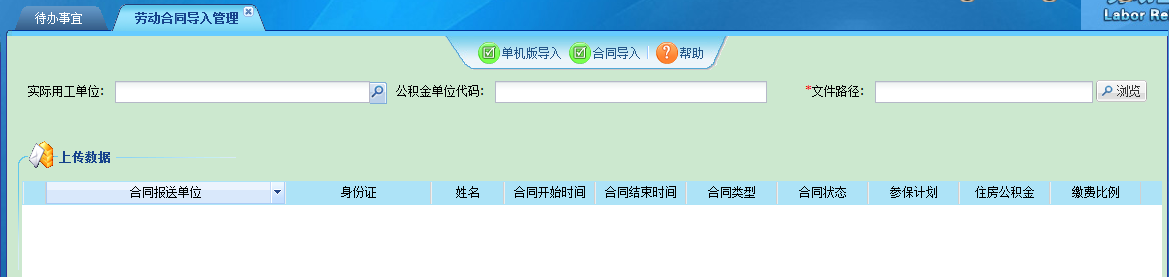 待办事宜
劳动合同导入管理
Labor Re
单机版导入
合同导入
帮助
实际用工单位:
公积金单位代码:
*文件路径:
浏览
上传数据
合同报送单位
身份证
姓名
合同开始时间
合同结束时间
合同类型
合同状态
参保计划
住房公积金
缴费比例